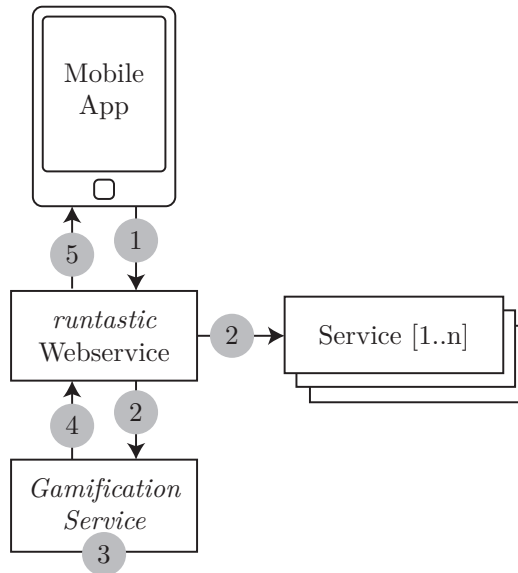 Mobile
App
5
1
runtastic
Webservice
2
Service [1..n]
4
2
Gamification
Service
3